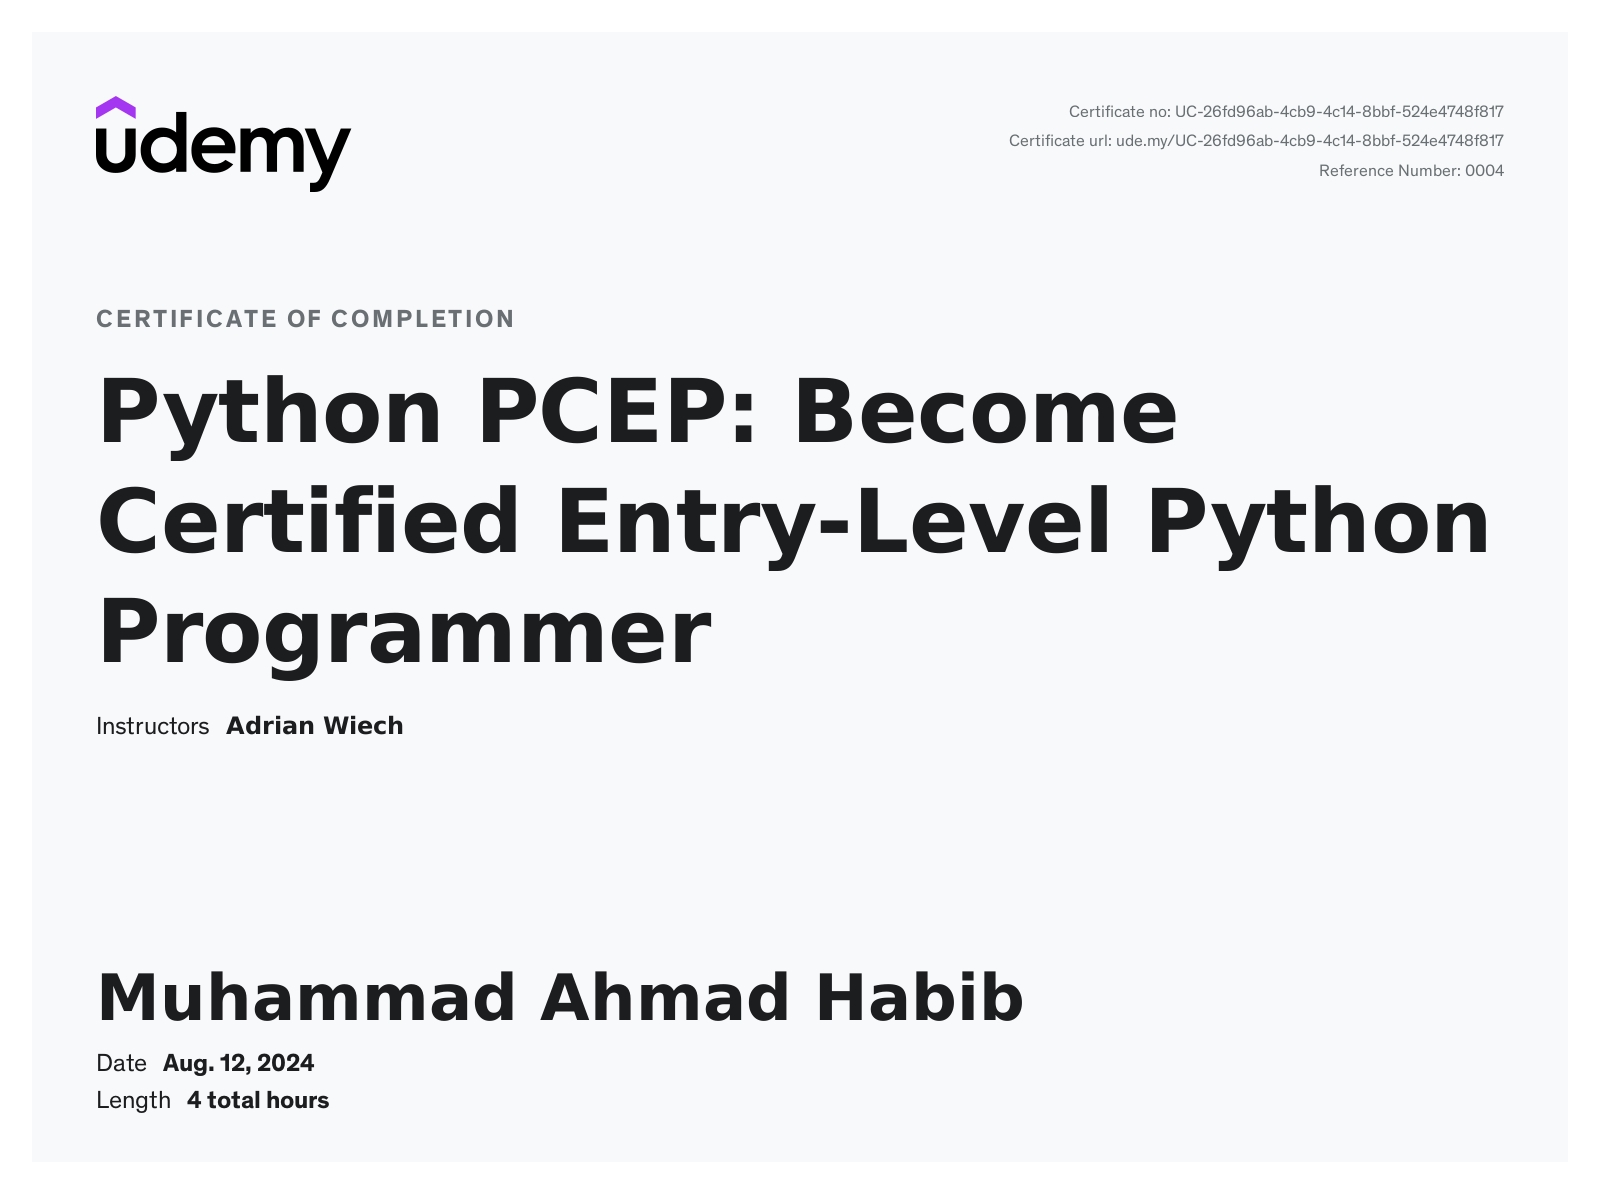 udemy
Certificate no: UC-26fd96ab-4cb9-4c14-8bbf-524e4748f817
Certificate url: ude.my/UC-26fd96ab-4cb9-4c14-8bbf-524e4748f817
Reference Number: 0004
CERTIFICATE OF COMPLETION
Python PCEP: Become
Certified Entry-Level Python
Programmer
Instructors Adrian Wiech
Muhammad Ahmad Habib
Date Aug. 12, 2024
Length 4 total hours